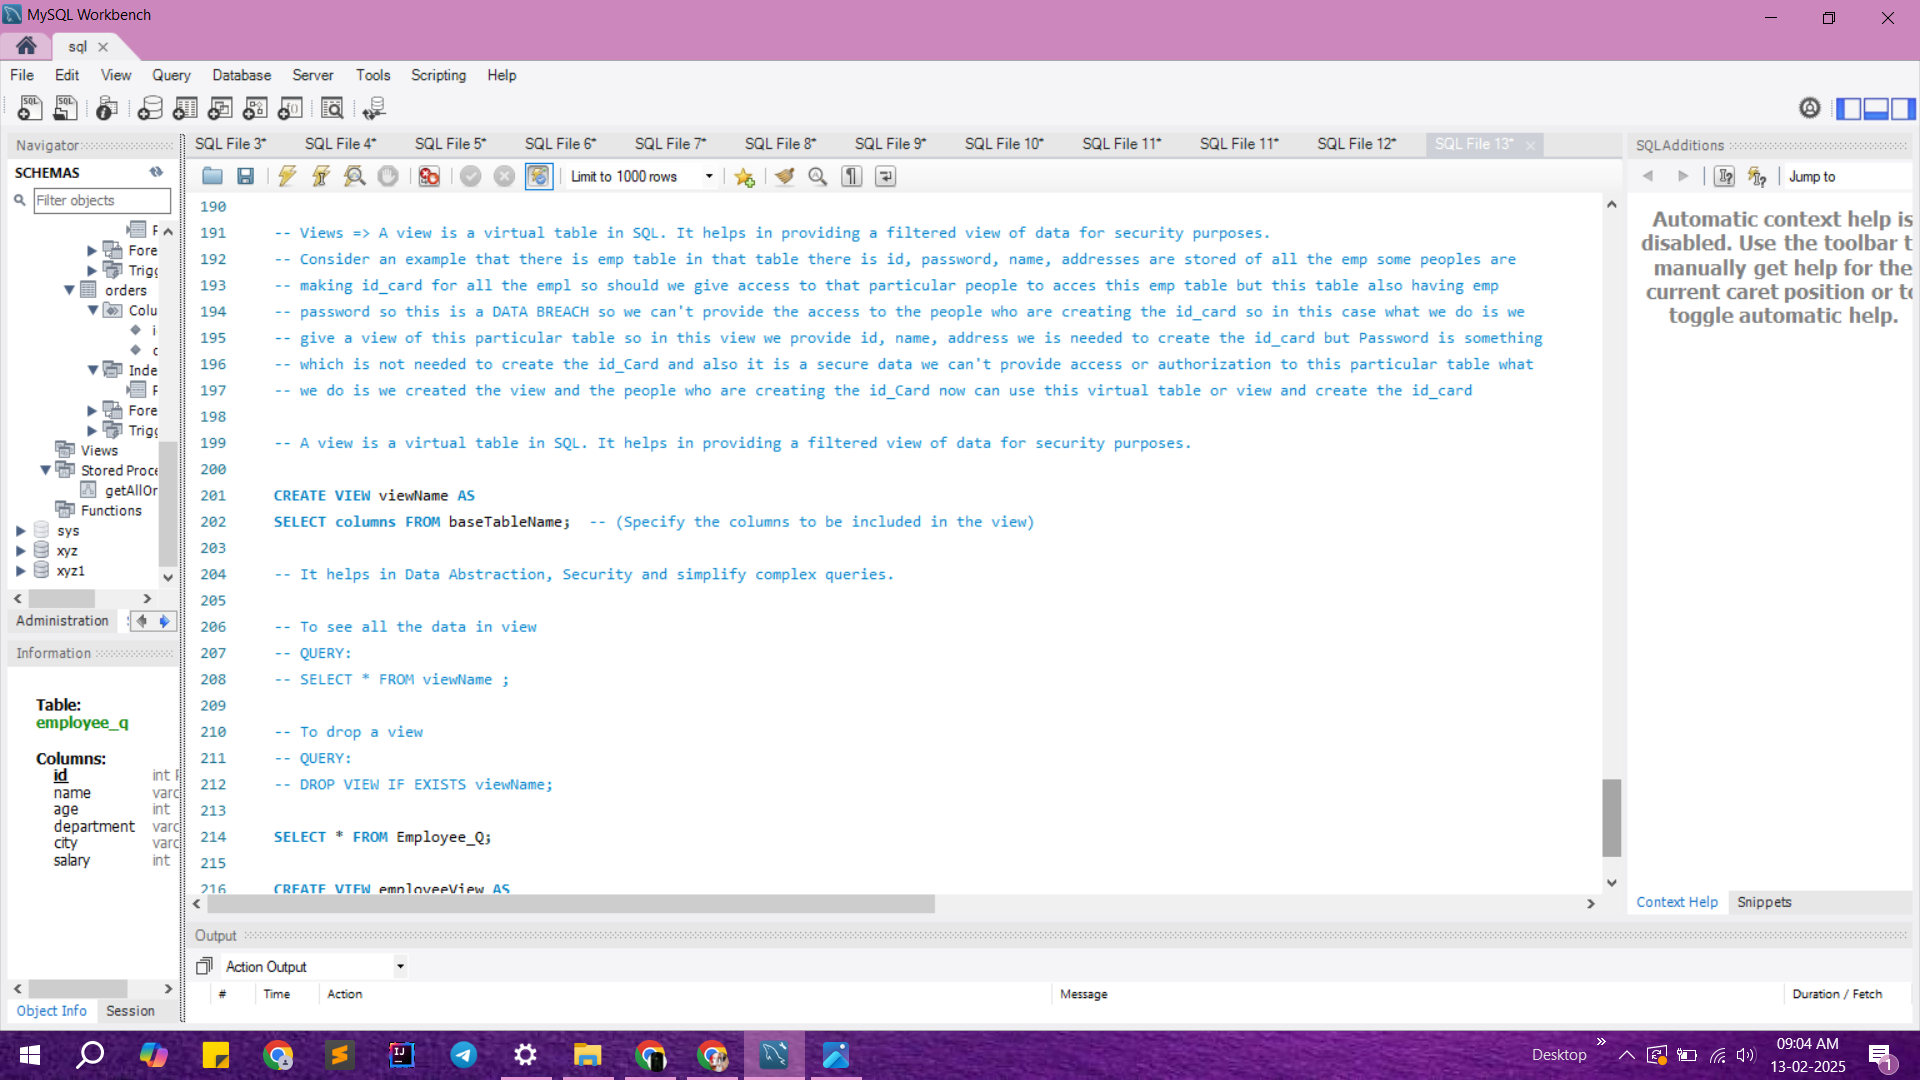 MySQL Workbench
sql
File Edit View Query Database Server Tools Scripting Help
Navigator
SCHEMAS
Filter objects
Fore
Trigg
orders
Colu
Inde
Fore
Trigg
Views
Stored Proce
getAllOr
Functions
sys
xyz
xyz1
Administration
Information
Table:
employee_q
Columns:
id int
name varc
age int
department varc
city varc
salary int
Object Info Session
SQL File 3* SQL File 4* SQL File 5* SQL File 6* SQL File 7* SQL File 8* SQL File 9* SQL File 10* SQL File 11* SQL File 11* SQL File 12* SQL File 13*
Limit to 1000 rows
190
191 -- Views => A view is a virtual table in SQL. It helps in providing a filtered view of data for security purposes.
192 -- Consider an example that there is emp table in that table there is id, password, name, addresses are stored of all the emp some peoples are
193 -- making id_card for all the empl so should we give access to that particular people to acces this emp table but this table also having emp
194 -- password so this is a DATA BREACH so we can't provide the access to the people who are creating the id_card so in this case what we do is we
195 -- give a view of this particular table so in this view we provide id, name, address we is needed to create the id_card but Password is something
196 -- which is not needed to create the id_Card and also it is a secure data we can't provide access or authorization to this particular table what
197 -- we do is we created the view and the people who are creating the id_Card now can use this virtual table or view and create the id_card
198
199 -- A view is a virtual table in SQL. It helps in providing a filtered view of data for security purposes.
200
201 CREATE VIEW viewName AS
202 SELECT columns FROM baseTableName; -- (Specify the columns to be included in the view)
203
204 -- It helps in Data Abstraction, Security and simplify complex queries.
205
206 -- To see all the data in view
207 -- QUERY:
208 -- SELECT * FROM viewName ;
209
210 -- To drop a view
211 -- QUERY:
212 -- DROP VIEW IF EXISTS viewName;
213
214 SELECT * FROM Employee_Q;
215
216 CREATE VIEW employeeView AS
SQLAdditions
Jump to
Automatic context help is
disabled. Use the toolbar t
manually get help for the
current caret position or to
toggle automatic help.
Context Help Snippets
Output
Action Output
# Time Action Message Duration / Fetch
Desktop
09:04 AM
13-02-2025
1